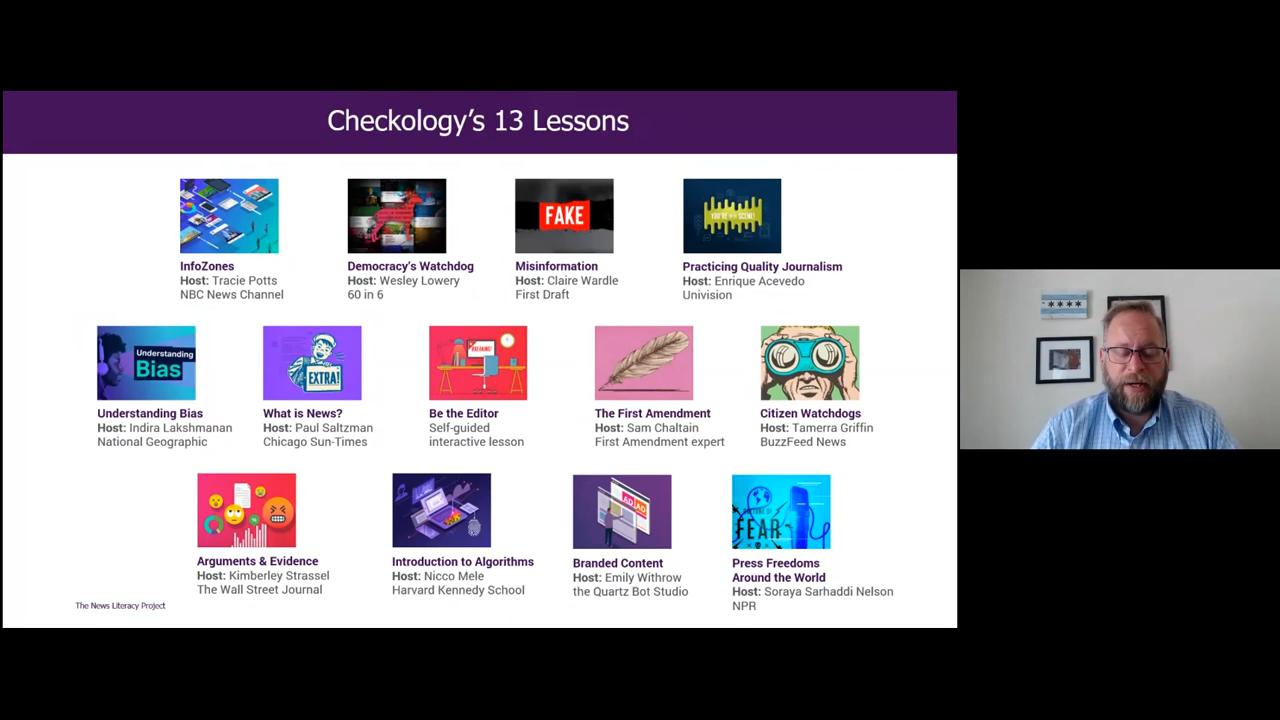 Checkology's 13 Lessons
FAKE
YOU'RE ON THE SCENE!
InfoZones
Host: Tracie Potts
NBC News Channel
Democracy's Watchdog
Host: Wesley Lowery
60 in 6
Misinformation
Host: Claire Wardle
First Draft
Practicing Quality Journalism
Host: Enrique Acevedo
Univision
Understanding
Bias
EXTRA!
Understanding Bias
Host: Indira Lakshmanan
National Geographic
What is News?
Host: Paul Saltzman
Chicago Sun-Times
Be the Editor
Self-guided
interactive lesson
The First Amendment
Host: Sam Chaltain
First Amendment expert
Citizen Watchdogs
Host: Tamerra Griffin
BuzzFeed News
AD AD
FEAR
Arguments & Evidence
Host: Kimberley Strassel
The Wall Street Journal
Introduction to Algorithms
Host: Nicco Mele
Harvard Kennedy School
Branded Content
Host: Emily Withrow
the Quartz Bot Studio
Press Freedoms
Around the World
Host: Soraya Sarhaddi Nelson
NPR
The News Literacy Project